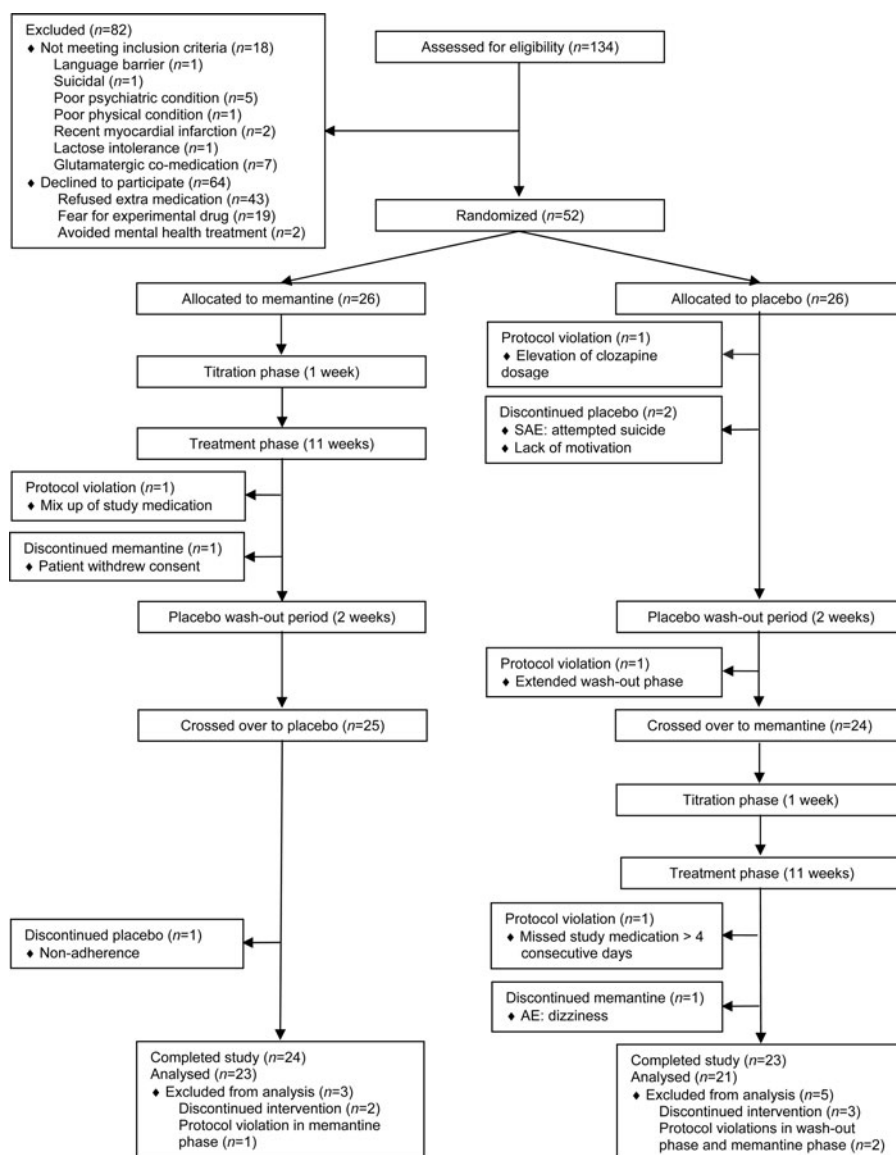 Excluded (n=82)
♦ Not meeting inclusion criteria (n=18)
Language barrier (n=1)
Suicidal (n=1)
Poor psychiatric condition (n=5)
Poor physical condition (n=1)
Recent myocardial infarction (n=2)
Lactose intolerance (n=1)
Glutamatergic co-medication (n=7)
♦ Declined to participate (n=64)
Refused extra medication (n=43)
Fear for experimental drug (n=19)
Avoided mental health treatment (n=2)
Assessed for eligibility (n=134)
Randomized (n=52)
Allocated to memantine (n=26)
Titration phase (1 week)
Treatment phase (11 weeks)
Protocol violation (n=1)
♦ Mix up of study medication
Discontinued memantine (n=1)
♦ Patient withdrew consent
Placebo wash-out period (2 weeks)
Crossed over to placebo (n=25)
Discontinued placebo (n=1)
♦ Non-adherence
Completed study (n=24)
Analysed (n=23)
♦ Excluded from analysis (n=3)
Discontinued intervention (n=2)
Protocol violation in memantine
phase (n=1)
Allocated to placebo (n=26)
Protocol violation (n=1)
♦ Elevation of clozapine
dosage
Discontinued placebo (n=2)
♦ SAE: attempted suicide
♦ Lack of motivation
Placebo wash-out period (2 weeks)
Protocol violation (n=1)
♦ Extended wash-out phase
Crossed over to memantine (n=24)
Titration phase (1 week)
Treatment phase (11 weeks)
Protocol violation (n=1)
♦ Missed study medication > 4
consecutive days
Discontinued memantine (n=1)
♦ AE: dizziness
Completed study (n=23)
Analysed (n=21)
♦ Excluded from analysis (n=5)
Discontinued intervention (n=3)
Protocol violations in wash-out
phase and memantine phase (n=2)